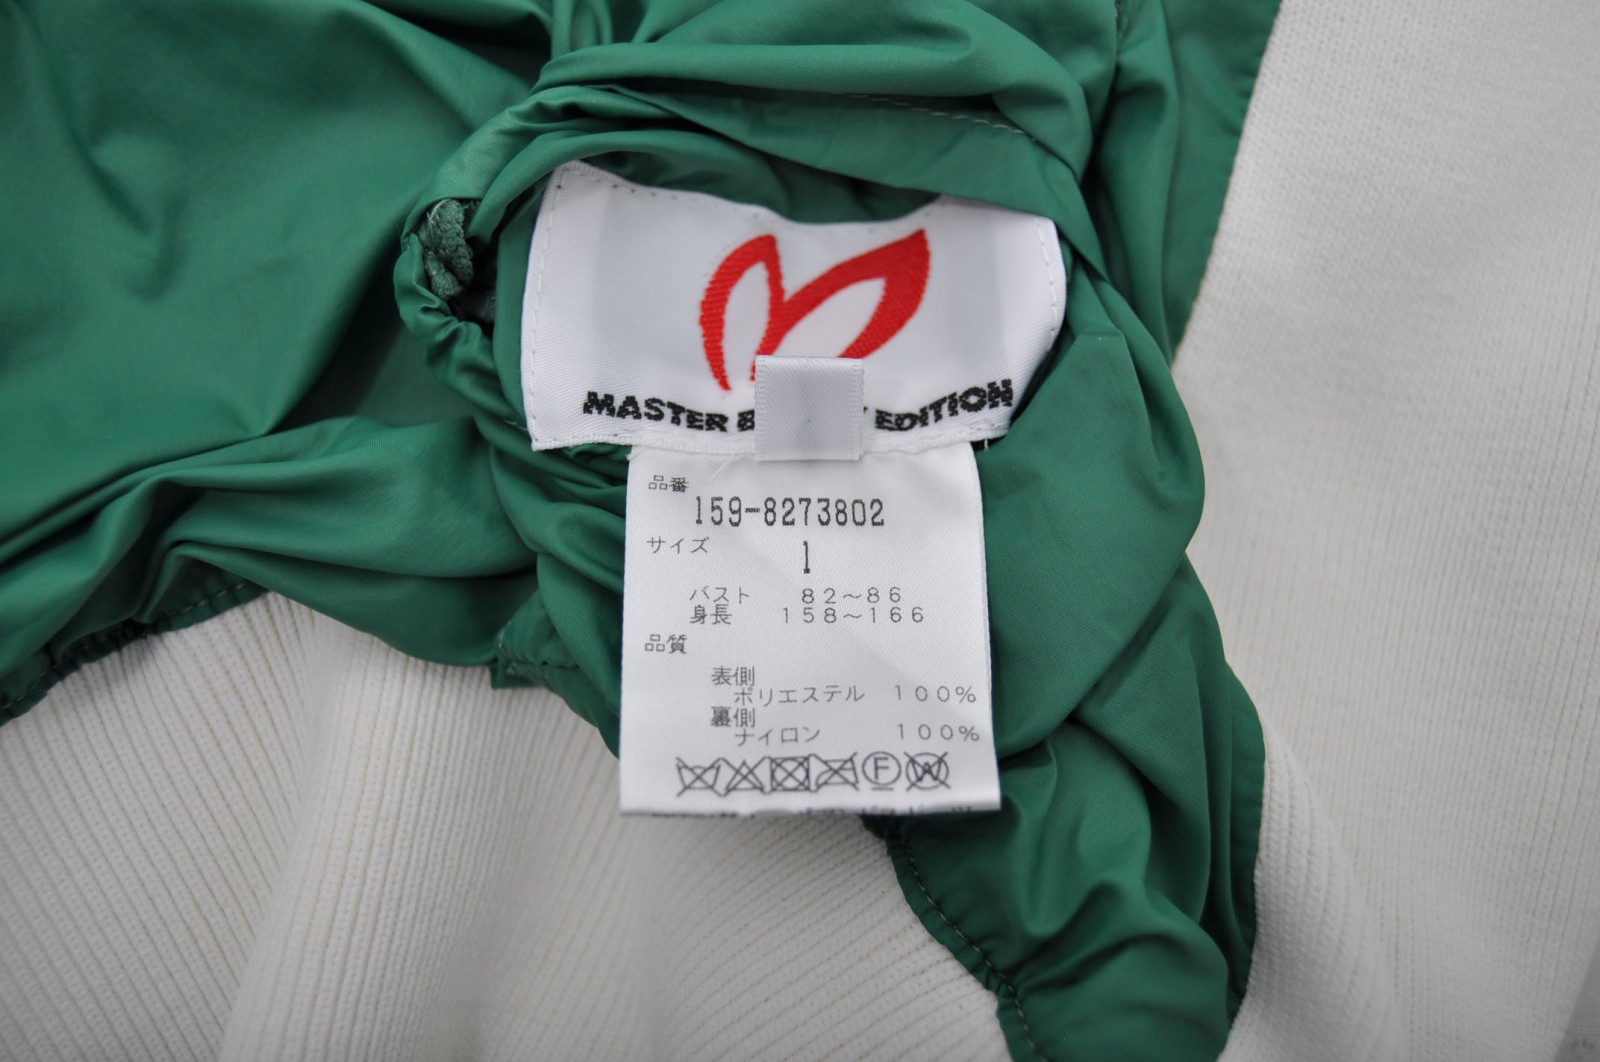 MASTER EDITION
品番
159-8273802
サイズ
1
バスト 82~86
身長 158~166
品質
表側
ポリエステル 100%
裏側
ナイロン 100%
F
W